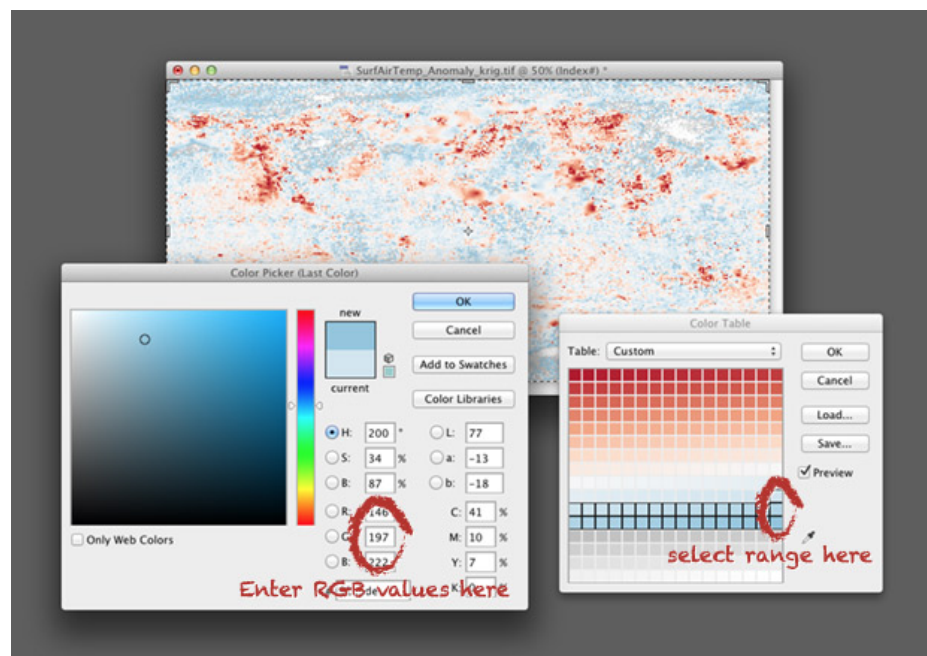 SurfAirTemp_Anomaly_krig.tif @ 50% (Index#) *
Color Picker (Last Color)
new
current
OK
Cancel
Add to Swatches
Color Libraries
H: 200 °
L: 77
S: 34 %
a: -13
B: 87 %
b: -18
R: 146
C: 41 %
G: 197
M: 10 %
B: 222
Y: 7 %
K: %
Only Web Colors
Enter RGB values here
Color Table
Table: Custom
OK
Cancel
Load...
Save...
Preview
select range here